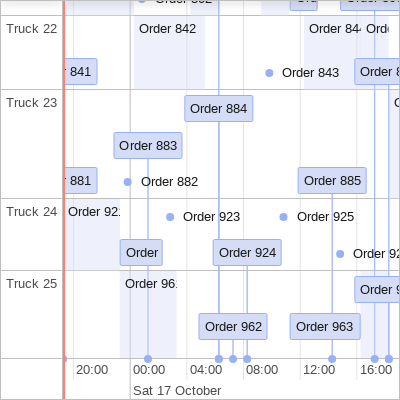 Truck 22
Order 842
Order 84
Orde
841
Order 843
Order 8
Truck 23
Order 884
Order 883
881
Order 882
Order 885
Truck 24
Order 92
Order 923
Order 925
Order
Order 924
Order 92
Truck 25
Order 96
Order 9
Order 962
Order 963
20:00
00:00
04:00
08:00
12:00
16:00
Sat 17 October